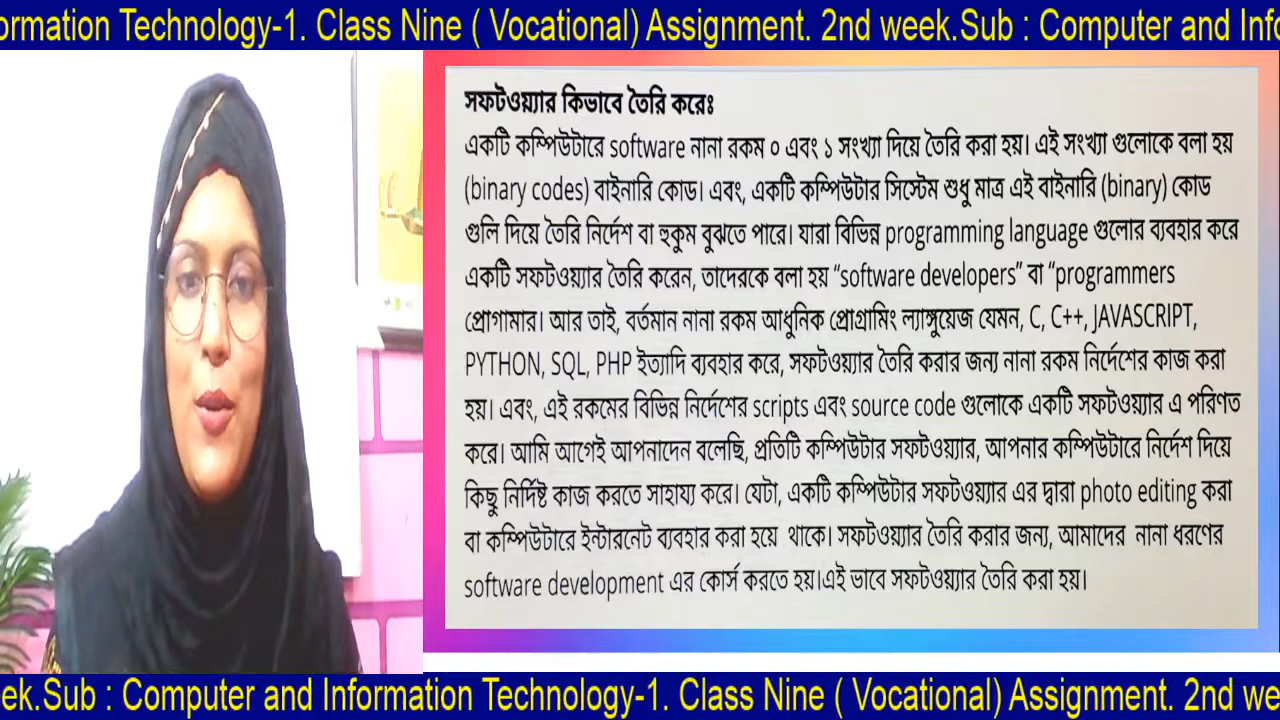 ormation Technology-1. Class Nine ( Vocational) Assignment. 2nd week.Sub : Computer and Info
সফটওয়্যার কিভাবে তৈরি করেঃ
একটি কম্পিউটারে software নানা রকম ০ এবং ১ সংখ্যা দিয়ে তৈরি করা হয়। এই সংখ্যা গুলোকে বলা হয়
(binary codes) বাইনারি কোড। এবং, একটি কম্পিউটার সিস্টেম শুধু মাত্র এই বাইনারি (binary) কোড
গুলি দিয়ে তৈরি নির্দেশ বা হুকুম বুঝতে পারে। যারা বিভিন্ন programming language গুলোর ব্যবহার করে
একটি সফটওয়্যার তৈরি করেন, তাদেরকে বলা হয় “software developers” বা “programmers
প্রোগামার। আর তাই, বর্তমান নানা রকম আধুনিক প্রোগ্রামিং ল্যাঙ্গুয়েজ যেমন, C, C++, JAVASCRIPT,
PYTHON, SQL, PHP ইত্যাদি ব্যবহার করে, সফটওয়্যার তৈরি করার জন্য নানা রকম নির্দেশের কাজ করা
হয়। এবং, এই রকমের বিভিন্ন নির্দেশের scripts এবং source code গুলোকে একটি সফটওয়্যার এ পরিণত
করে। আমি আগেই আপনাদেন বলেছি, প্রতিটি কম্পিউটার সফটওয়্যার, আপনার কম্পিউটারে নির্দেশ দিয়ে
কিছু নির্দিষ্ট কাজ করতে সাহায্য করে। যেটা, একটি কম্পিউটার সফটওয়্যার এর দ্বারা photo editing করা
বা কম্পিউটারে ইন্টারনেট ব্যবহার করা হয়ে থাকে। সফটওয়্যার তৈরি করার জন্য, আমাদের নানা ধরণের
software development এর কোর্স করতে হয়।এই ভাবে সফটওয়্যার তৈরি করা হয়।
ek.Sub : Computer and Information Technology-1. Class Nine ( Vocational) Assignment. 2nd we